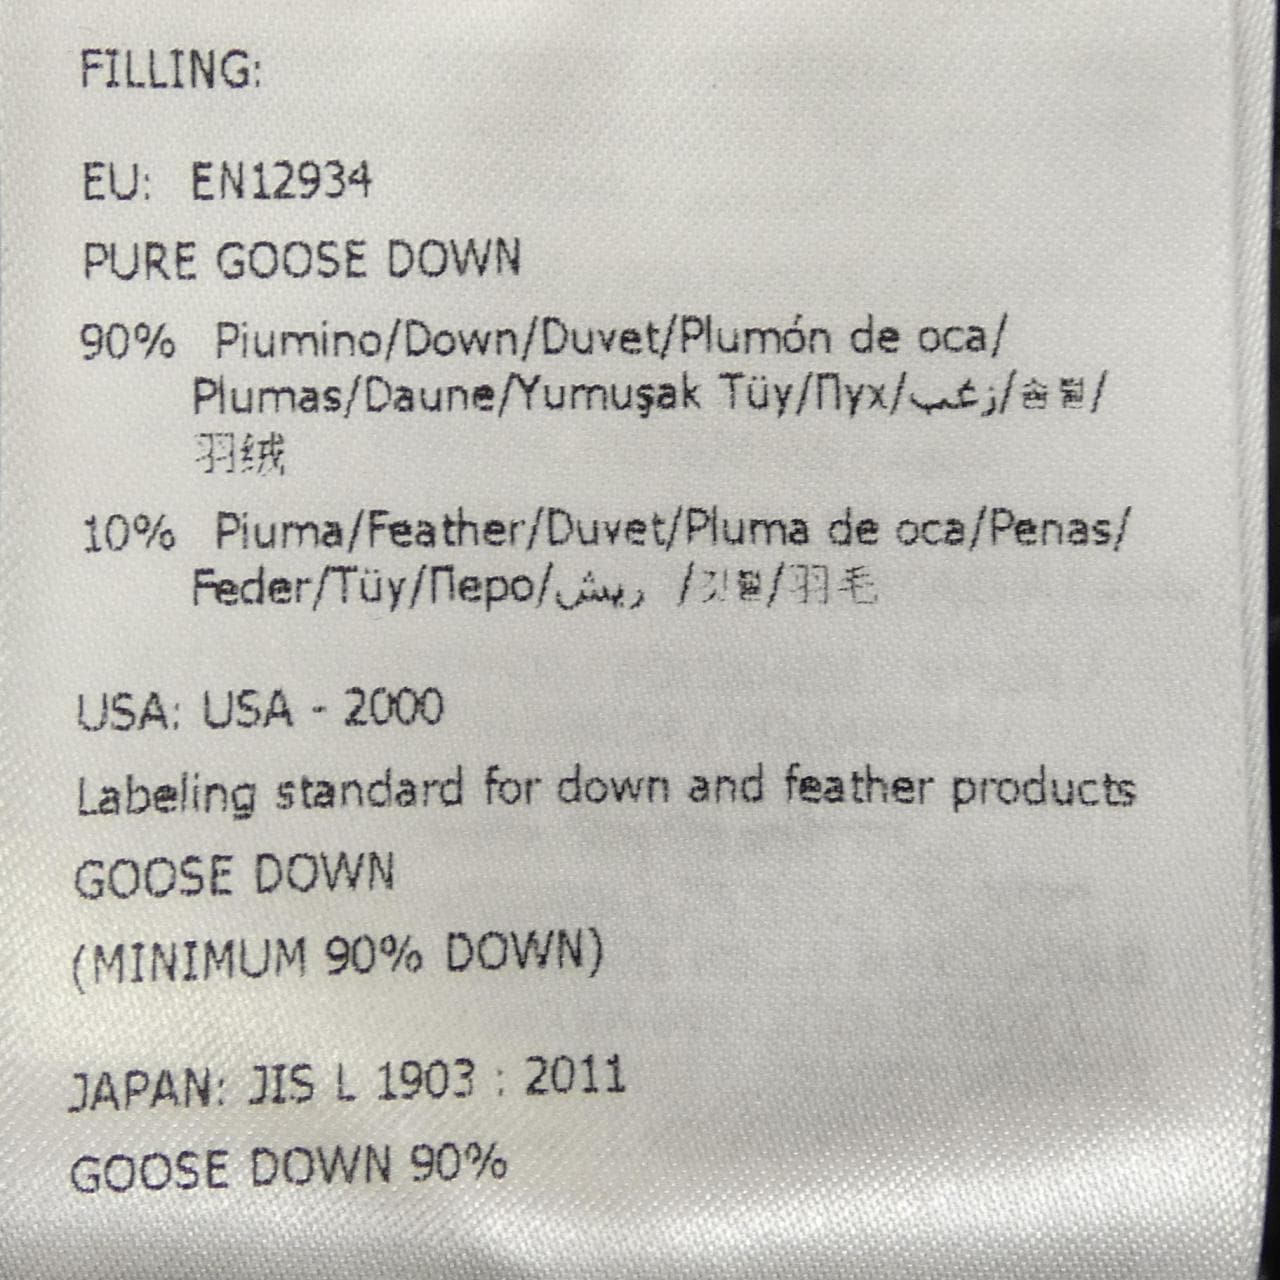 FILLING:
EU: EN12934
PURE GOOSE DOWN
90% Piumino/Down/Duvet/Plumón de oca/
Plumas/Daune/Yumuşak Tüy/Пух/زغب/솜털/
羽绒
10% Piuma/Feather/Duvet/Pluma de oca/Penas/
Feder/Tüy/Перо/ريش /깃털/羽毛
USA: USA - 2000
Labeling standard for down and feather products
GOOSE DOWN
(MINIMUM 90% DOWN)
JAPAN: JIS L 1903 : 2011
GOOSE DOWN 90%